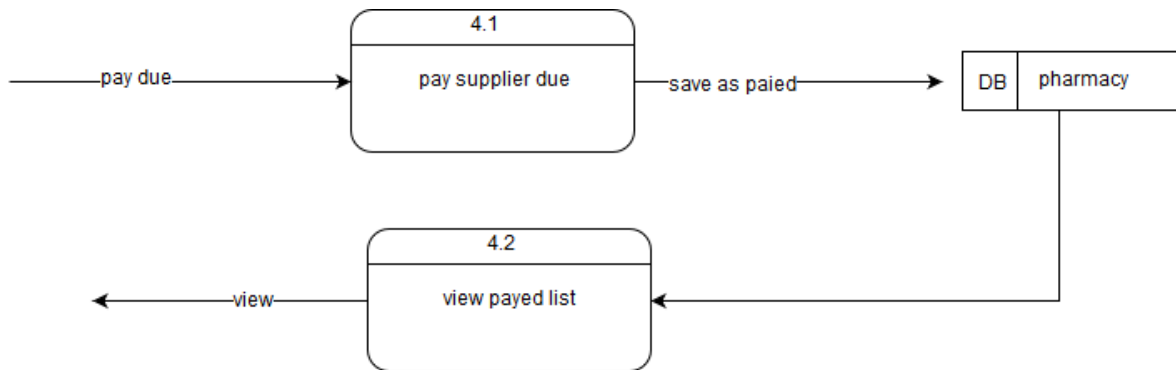 4.1
pay due
pay supplier due
save as paied
DB
pharmacy
4.2
view
view payed list